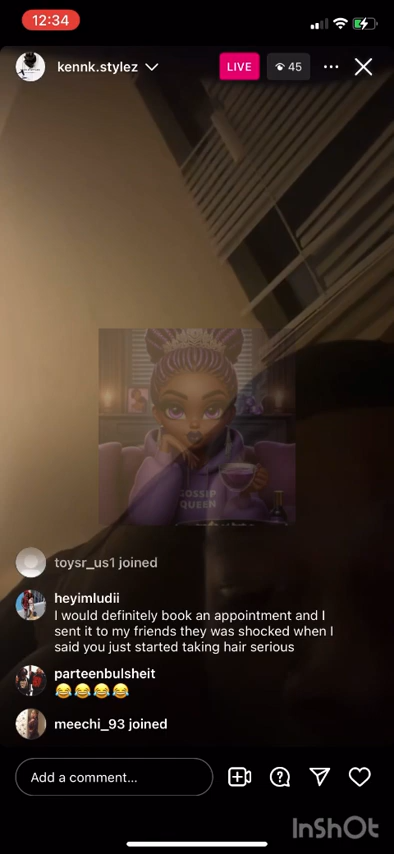 12:34
kennk.stylez
LIVE
45
GOSSIP
QUEEN
toysr_us1 joined
heyimludii
I would definitely book an appointment and I
sent it to my friends they was shocked when I
said you just started taking hair serious
parteenbulsheit
😂😂😂😂
meechi_93 joined
Add a comment...
InShOt